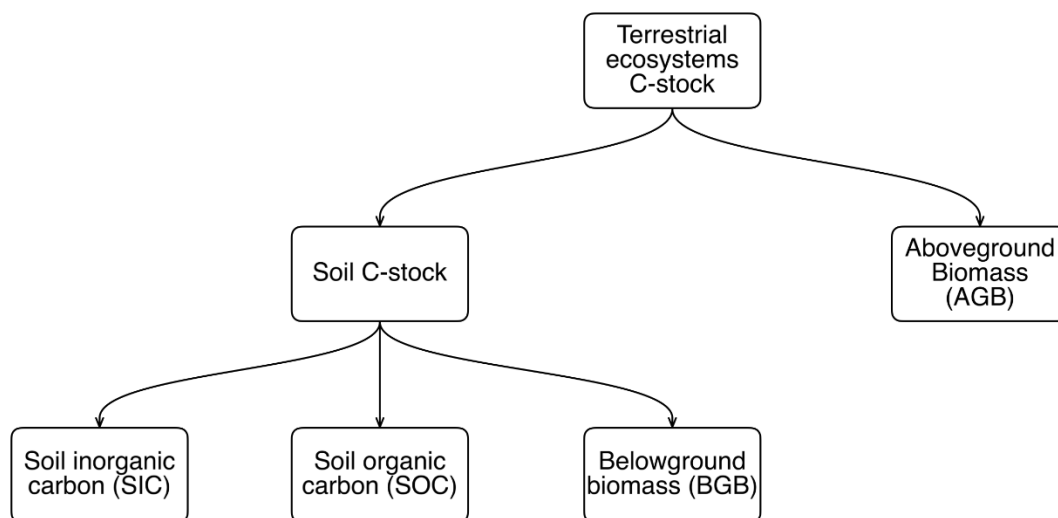 Terrestrial
ecosystems
C-stock
Soil C-stock
Aboveground
Biomass
(AGB)
Soil inorganic
carbon (SIC)
Soil organic
carbon (SOC)
Belowground
biomass (BGB)